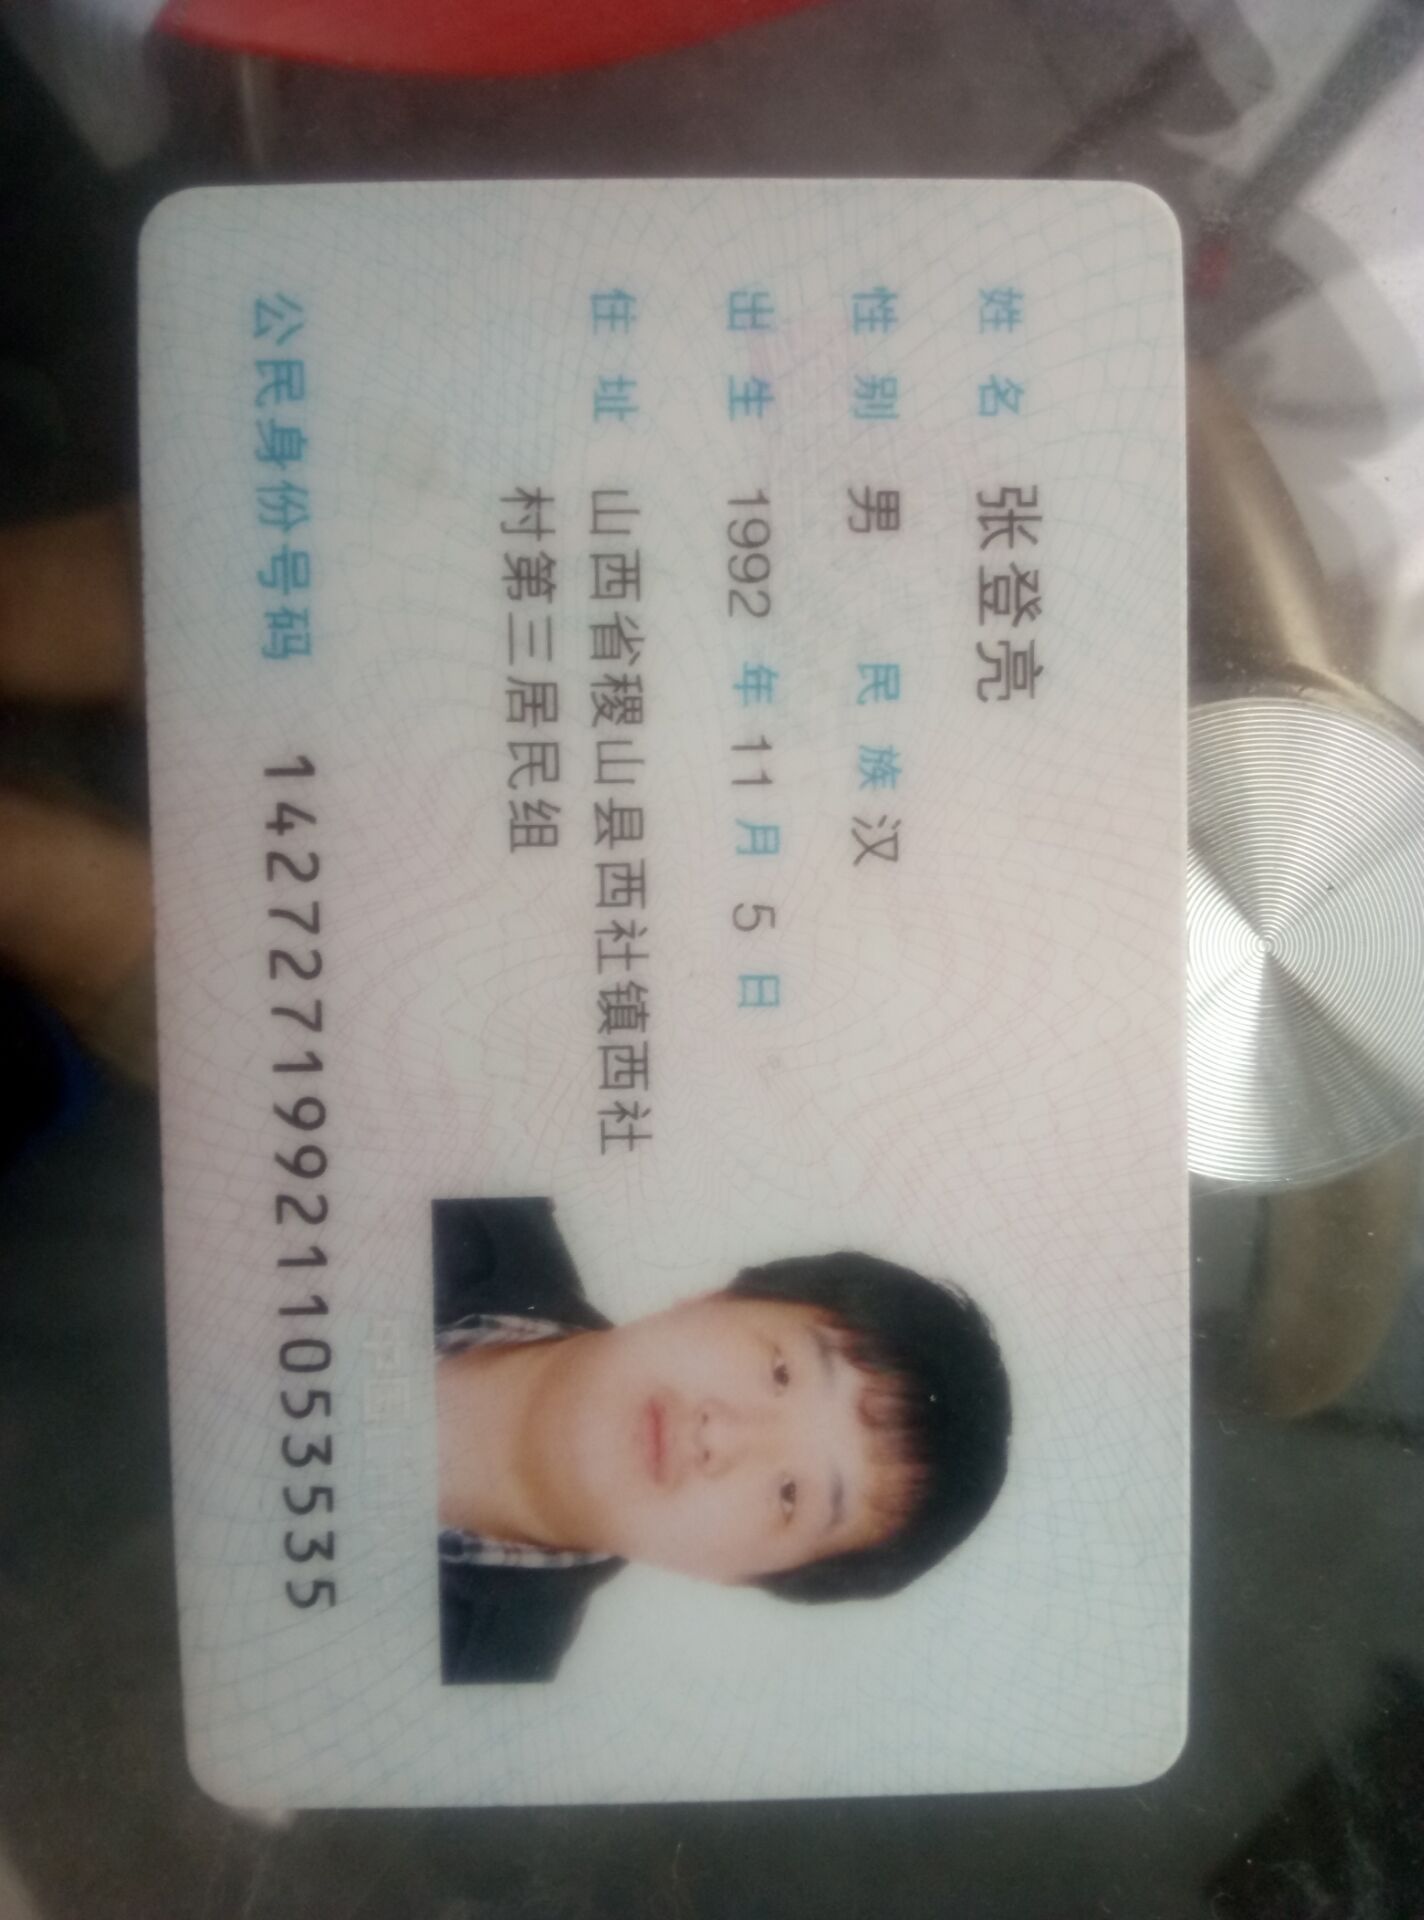 姓名 张登亮
性别 男 民族 汉
出生 1992 年 11 月 5 日
住址 山西省稷山县西社镇西社
村第三居民组
公民身份号码 142727199211053535